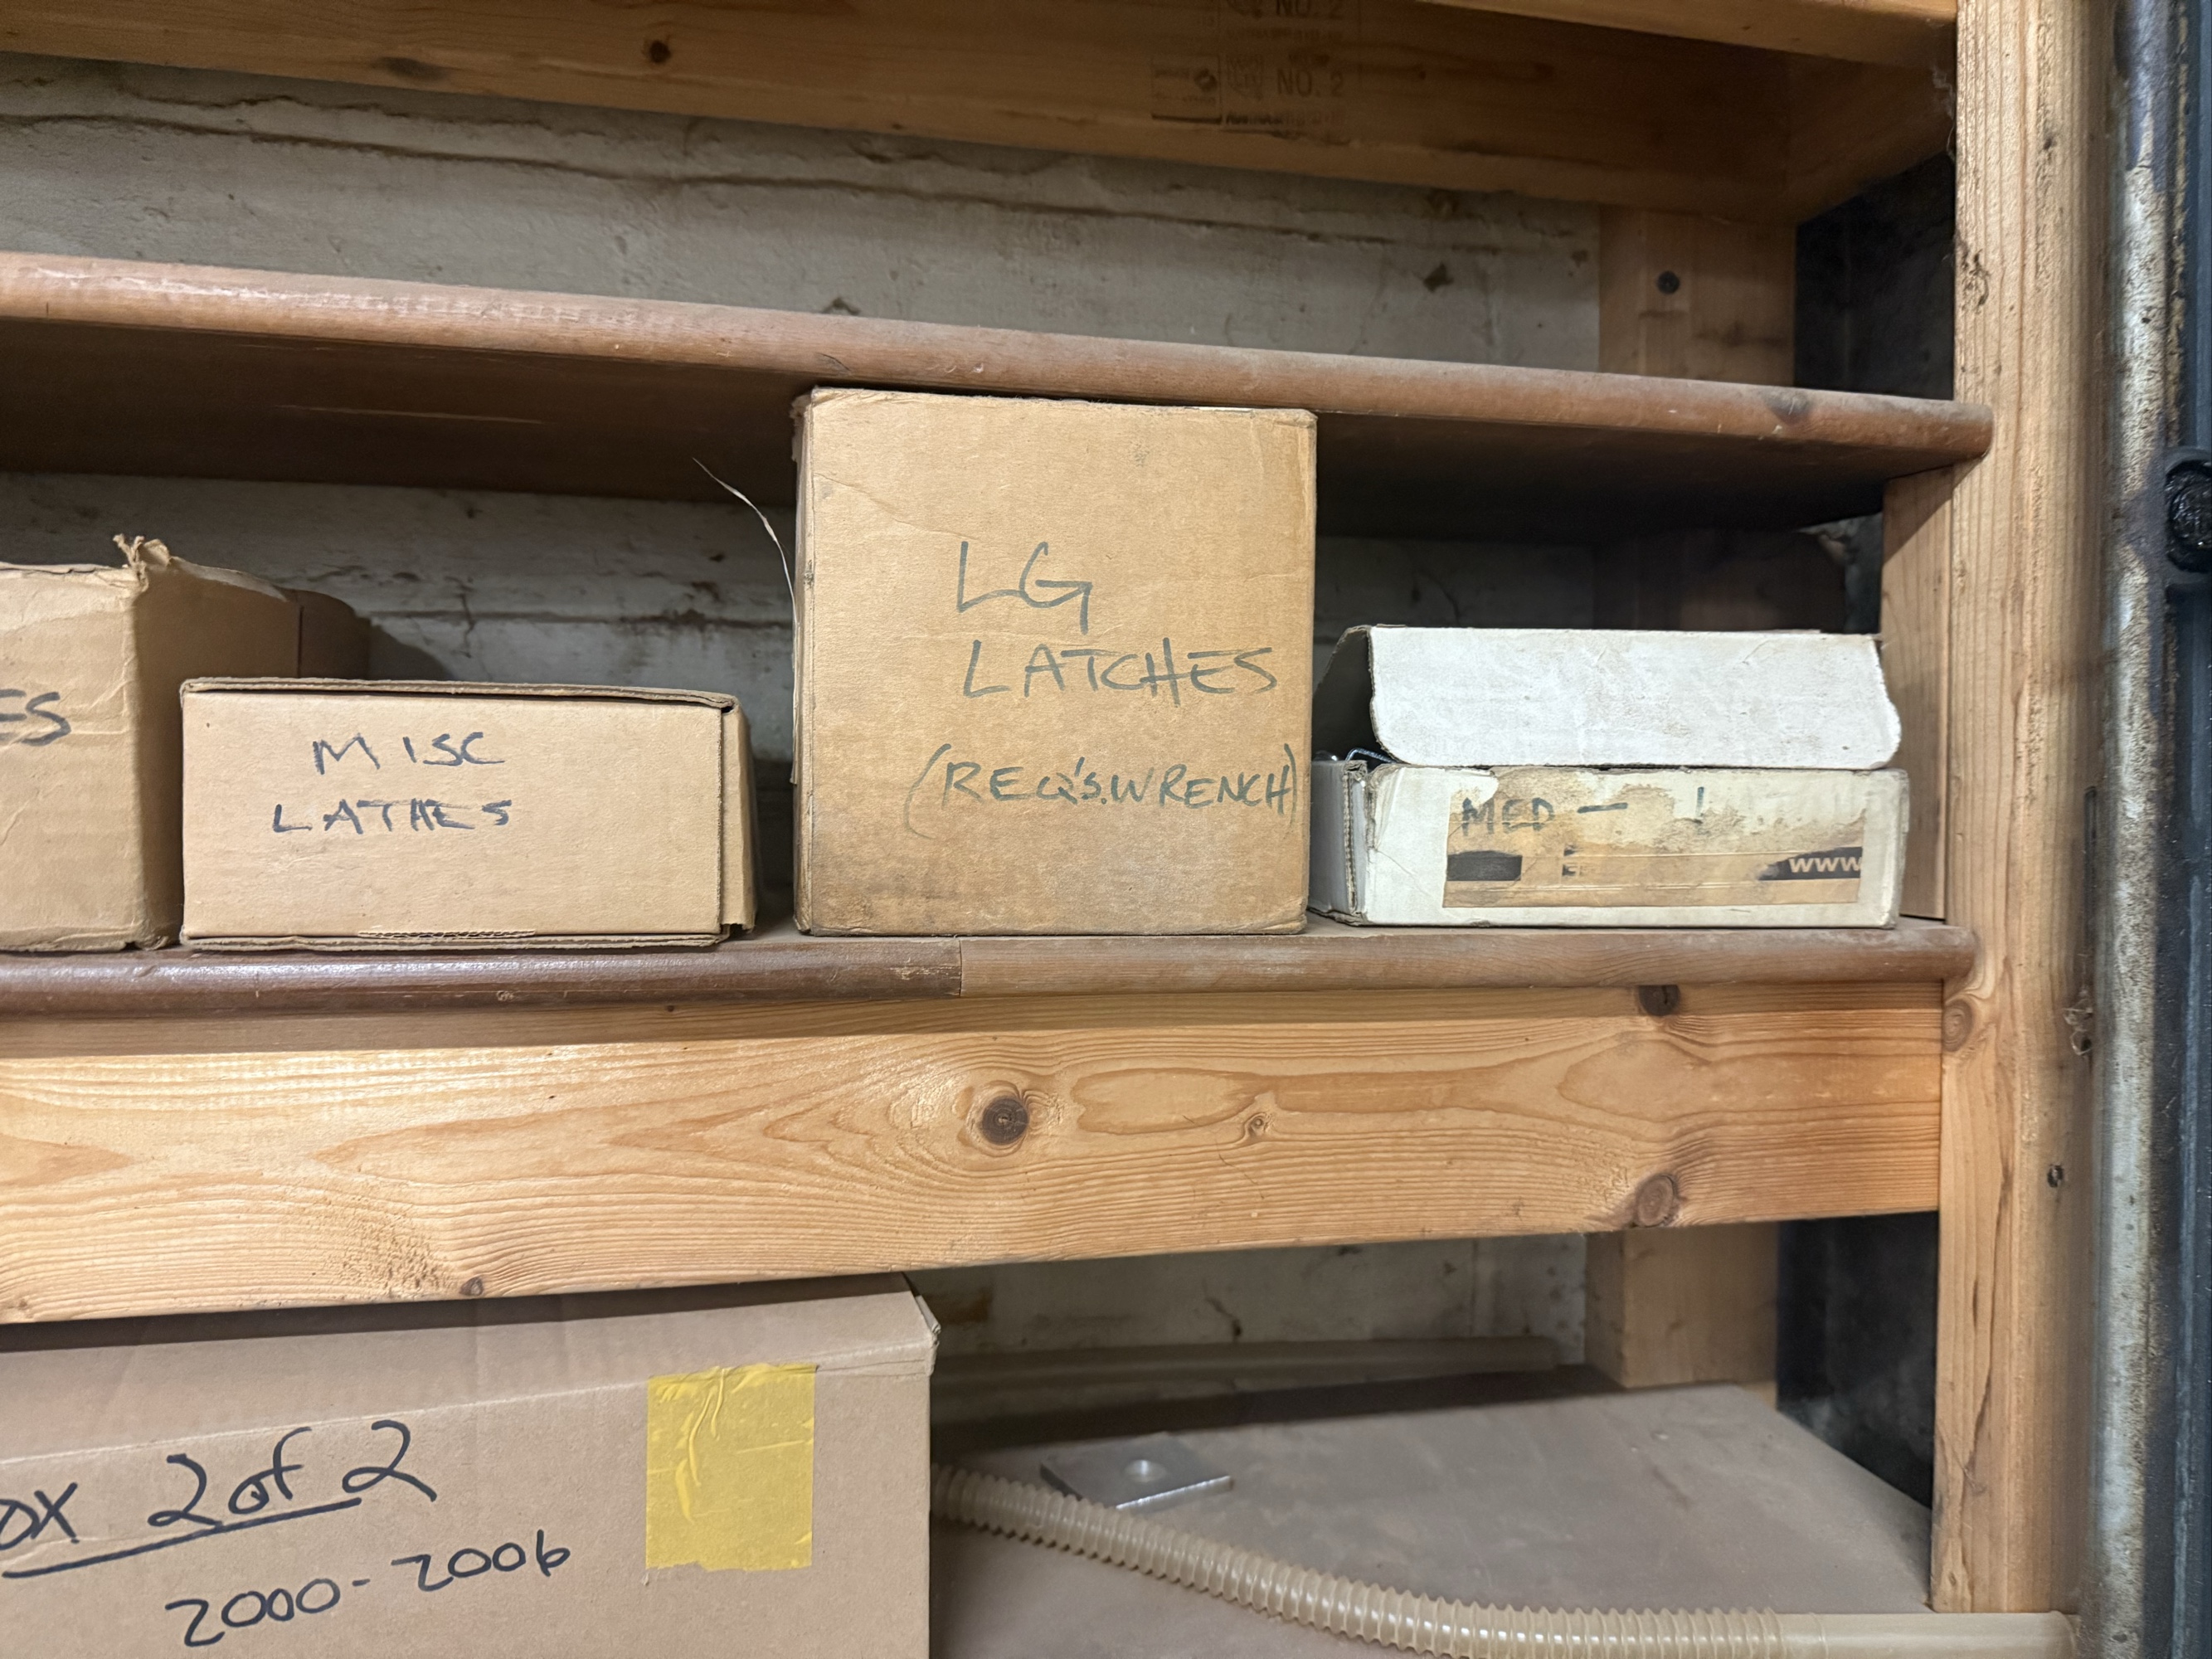 NO. 2
NO. 2
ES
MISC
LATHES
LG
LATCHES
(REQ'S. WRENCH)
MED –
www
OX 2 of 2
2000-2006